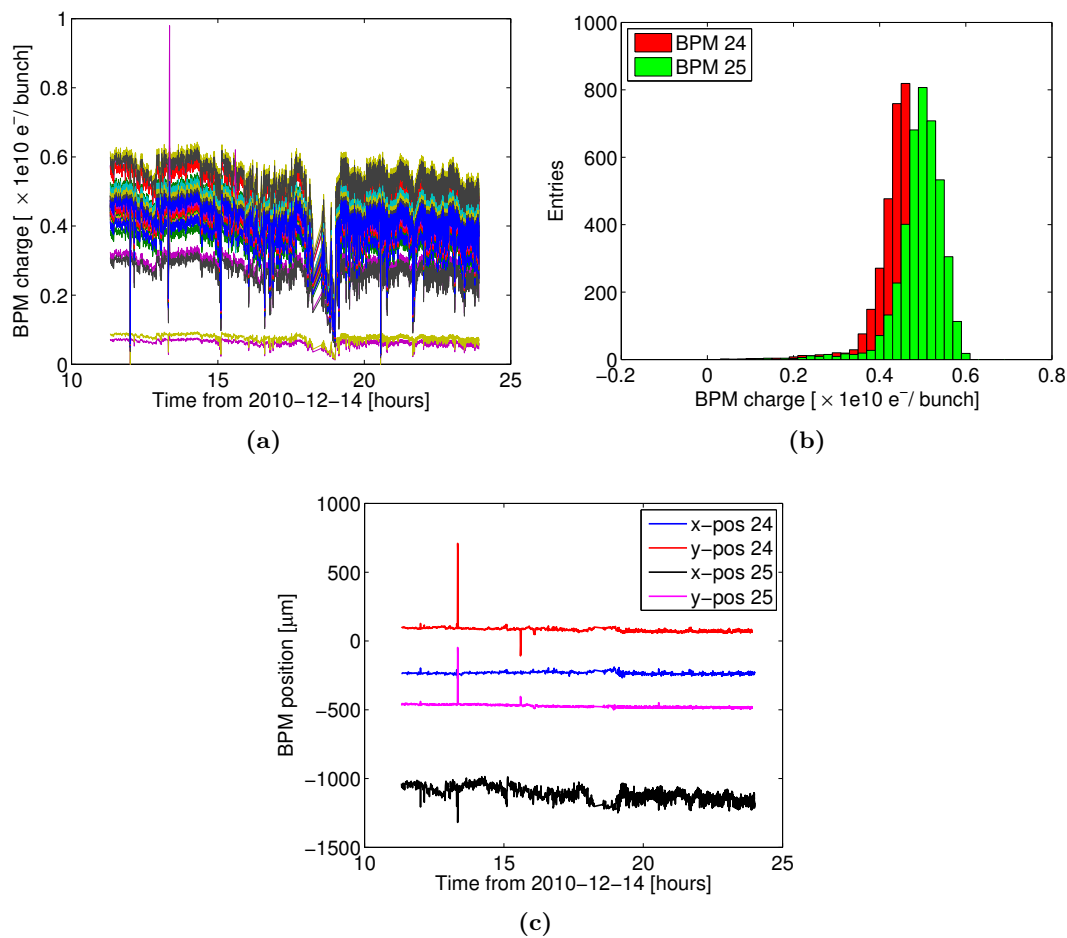 1
0.8
0.6
0.4
0.2
0
10 15 20 25
BPM charge [ × 1e10 e⁻/ bunch]
Time from 2010−12−14 [hours]
(a)
1000
800
600
400
200
0
−0.2 0 0.2 0.4 0.6 0.8
Entries
BPM charge [ × 1e10 e⁻/ bunch]
BPM 24
BPM 25
(b)
1000
500
0
−500
−1000
−1500
10 15 20 25
BPM position [μm]
Time from 2010−12−14 [hours]
x−pos 24
y−pos 24
x−pos 25
y−pos 25
(c)